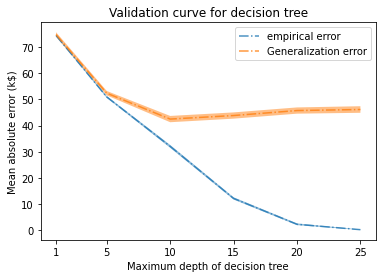 Validation curve for decision tree
empirical error
Generalization error
Mean absolute error (k$)
70
60
50
40
30
20
10
0
1 5 10 15 20 25
Maximum depth of decision tree